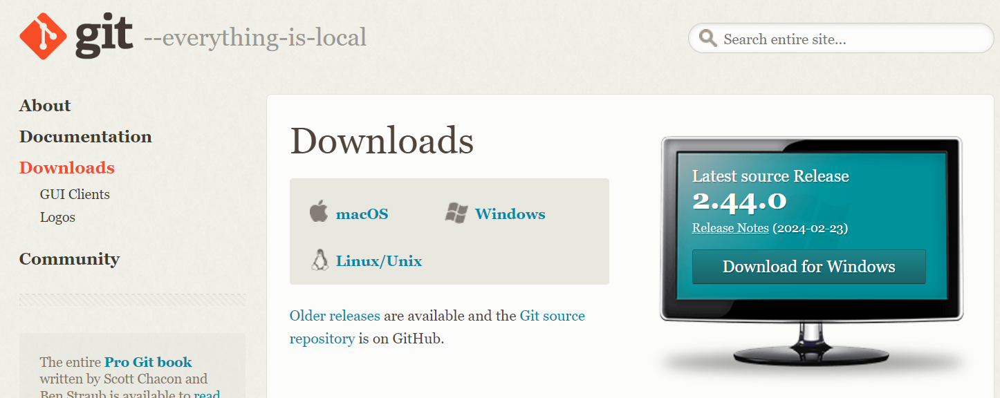 git --everything-is-local
Search entire site...
About
Documentation
Downloads
GUI Clients
Logos
Community
The entire Pro Git book
written by Scott Chacon and
Ben Straub is available to read
Downloads
macOS
Windows
Linux/Unix
Older releases are available and the Git source
repository is on GitHub.
Latest source Release
2.44.0
Release Notes (2024-02-23)
Download for Windows